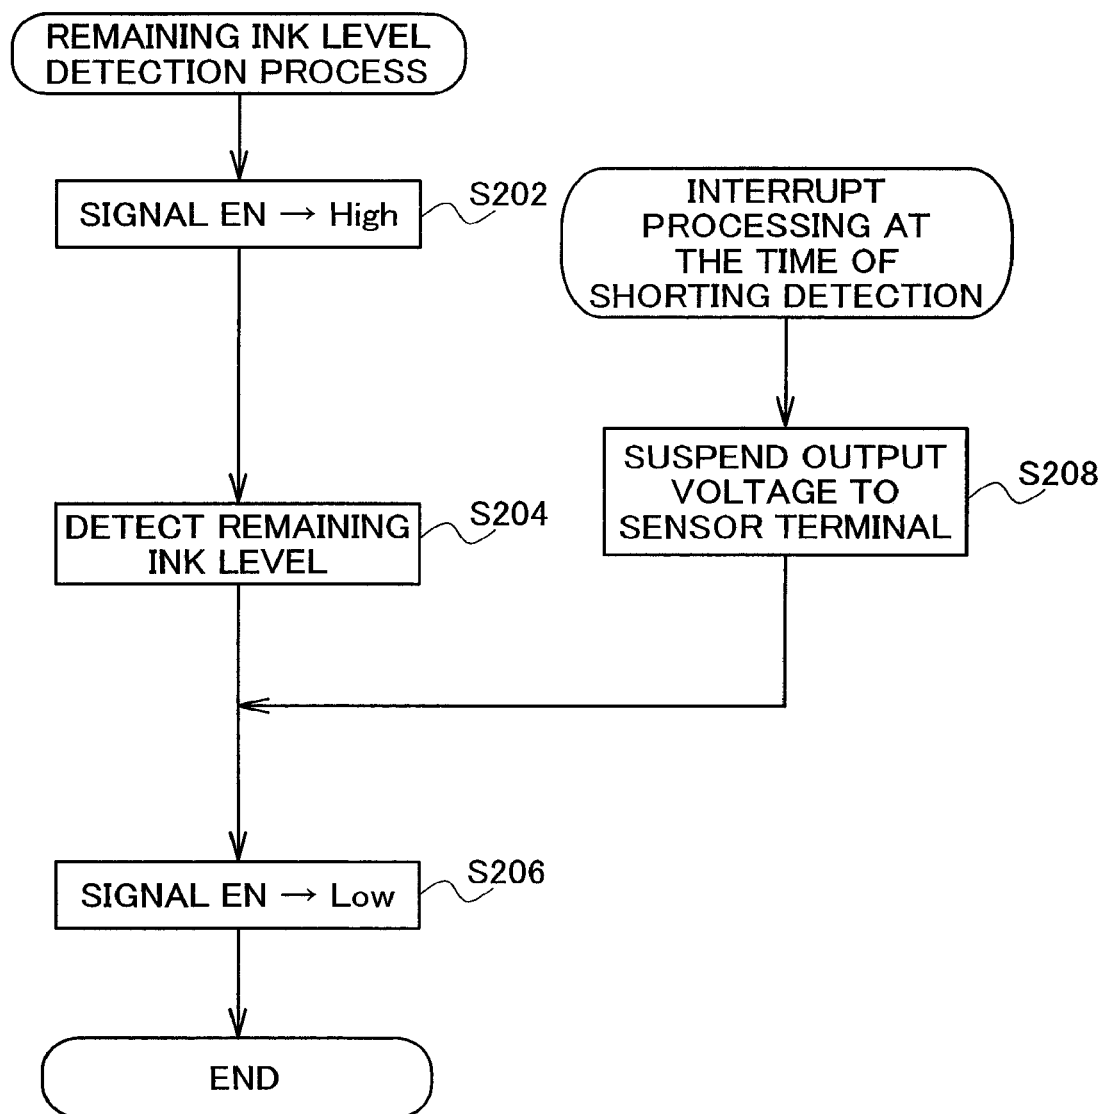 REMAINING INK LEVEL
DETECTION PROCESS
SIGNAL EN → High
S202
INTERRUPT
PROCESSING AT
THE TIME OF
SHORTING DETECTION
SUSPEND OUTPUT
VOLTAGE TO
SENSOR TERMINAL
S208
DETECT REMAINING
INK LEVEL
S204
SIGNAL EN → Low
S206
END